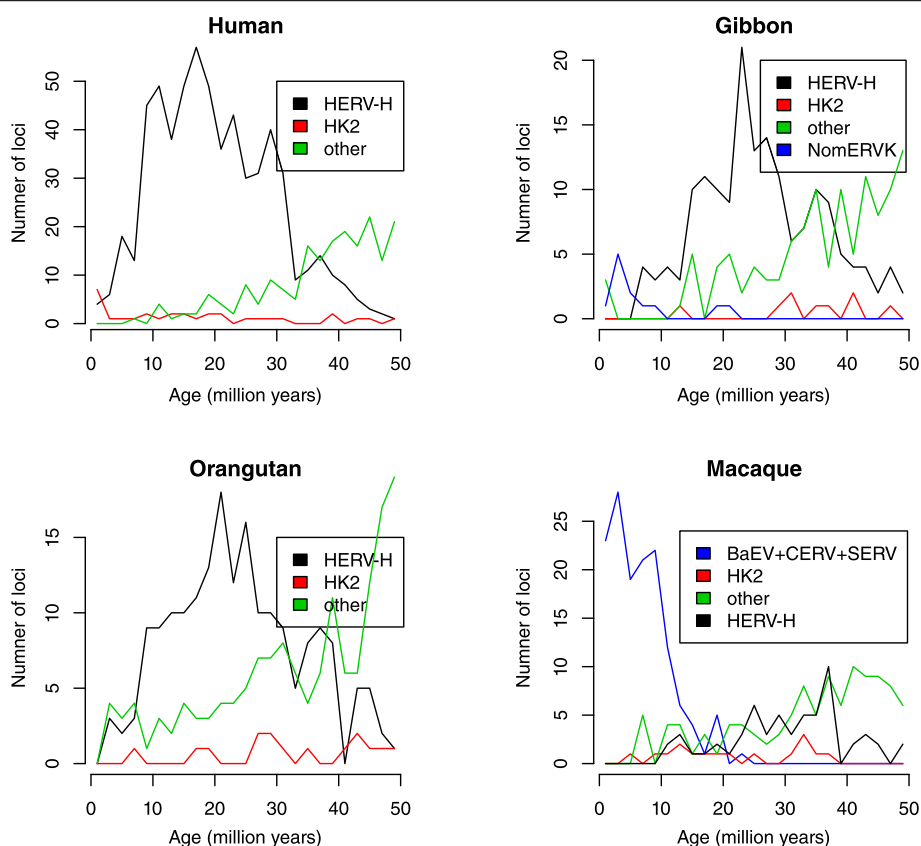 Human
Numner of loci
0 10 20 30 40 50
HERV-H
HK2
other
0 10 20 30 40 50
Age (million years)
Gibbon
Numner of loci
0 5 10 15 20
HERV-H
HK2
other
NomERVK
0 10 20 30 40 50
Age (million years)
Orangutan
Numner of loci
0 5 10 15
HERV-H
HK2
other
0 10 20 30 40 50
Age (million years)
Macaque
Numner of loci
0 5 10 15 20 25
BaEV+CERV+SERV
HK2
other
HERV-H
0 10 20 30 40 50
Age (million years)